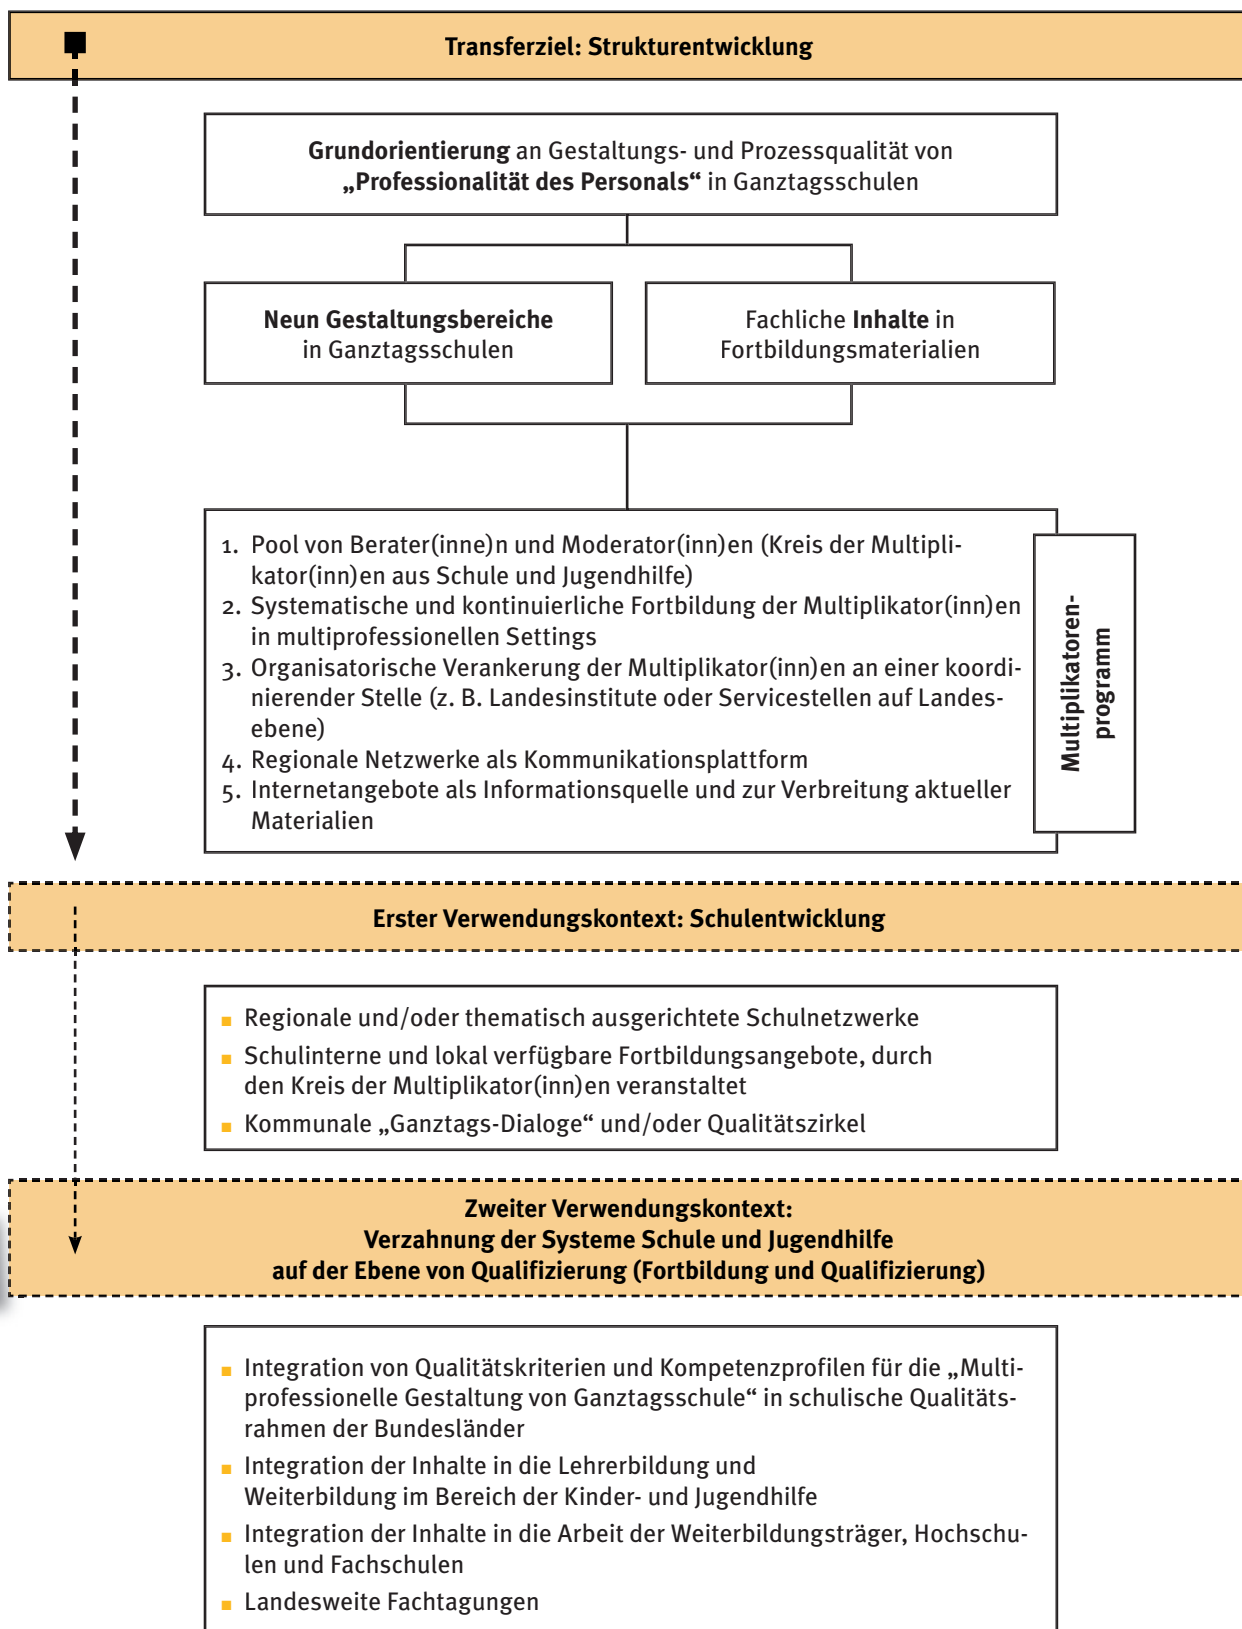 Transferziel: Strukturentwicklung
Grundorientierung an Gestaltungs- und Prozessqualität von
„Professionalität des Personals“ in Ganztagsschulen
Neun Gestaltungsbereiche
in Ganztagsschulen
Fachliche Inhalte in
Fortbildungsmaterialien
1. Pool von Berater(inne)n und Moderator(inn)en (Kreis der Multipli-
kator(inn)en aus Schule und Jugendhilfe)
2. Systematische und kontinuierliche Fortbildung der Multiplikator(inn)en
in multiprofessionellen Settings
3. Organisatorische Verankerung der Multiplikator(inn)en an einer koordi-
nierender Stelle (z. B. Landesinstitute oder Servicestellen auf Landes-
ebene)
4. Regionale Netzwerke als Kommunikationsplattform
5. Internetangebote als Informationsquelle und zur Verbreitung aktueller
Materialien
Multiplikatoren-
programm
Erster Verwendungskontext: Schulentwicklung
Regionale und/oder thematisch ausgerichtete Schulnetzwerke
Schulinterne und lokal verfügbare Fortbildungsangebote, durch
den Kreis der Multiplikator(inn)en veranstaltet
Kommunale „Ganztags-Dialoge“ und/oder Qualitätszirkel
Zweiter Verwendungskontext:
Verzahnung der Systeme Schule und Jugendhilfe
auf der Ebene von Qualifizierung (Fortbildung und Qualifizierung)
Integration von Qualitätskriterien und Kompetenzprofilen für die „Multi-
professionelle Gestaltung von Ganztagsschule“ in schulische Qualitäts-
rahmen der Bundesländer
Integration der Inhalte in die Lehrerbildung und
Weiterbildung im Bereich der Kinder- und Jugendhilfe
Integration der Inhalte in die Arbeit der Weiterbildungsträger, Hochschu-
len und Fachschulen
Landesweite Fachtagungen